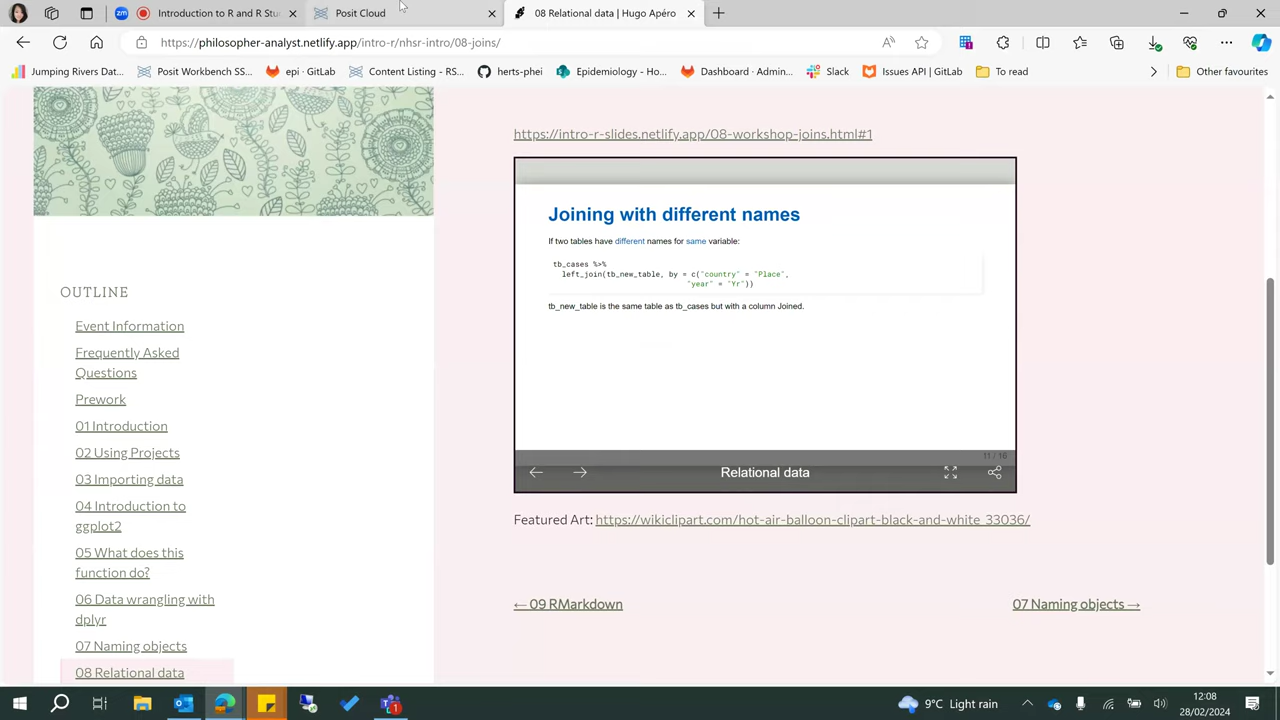 Introduction to R and R Stu
Posit Cloud
08 Relational data | Hugo Apéro
https://philosopher-analyst.netlify.app/intro-r/nhsr-intro/08-joins/
Jumping Rivers Dat...
Posit Workbench SS...
epi · GitLab
Content Listing - RS...
herts-phei
Epidemiology - Ho...
Dashboard · Admin...
Slack
Issues API | GitLab
To read
Other favourites
OUTLINE
Event Information
Frequently Asked
Questions
Prework
01 Introduction
02 Using Projects
03 Importing data
04 Introduction to
ggplot2
05 What does this
function do?
06 Data wrangling with
dplyr
07 Naming objects
08 Relational data
https://intro-r-slides.netlify.app/08-workshop-joins.html#1
Joining with different names
If two tables have different names for same variable:
tb_cases %>%
left_join(tb_new_table, by = c("country" = "Place",
"year" = "Yr"))
tb_new_table is the same table as tb_cases but with a column Joined.
11 / 16
Relational data
Featured Art: https://wikiclipart.com/hot-air-balloon-clipart-black-and-white_33036/
← 09 RMarkdown
07 Naming objects →
9°C Light rain
12:08
28/02/2024